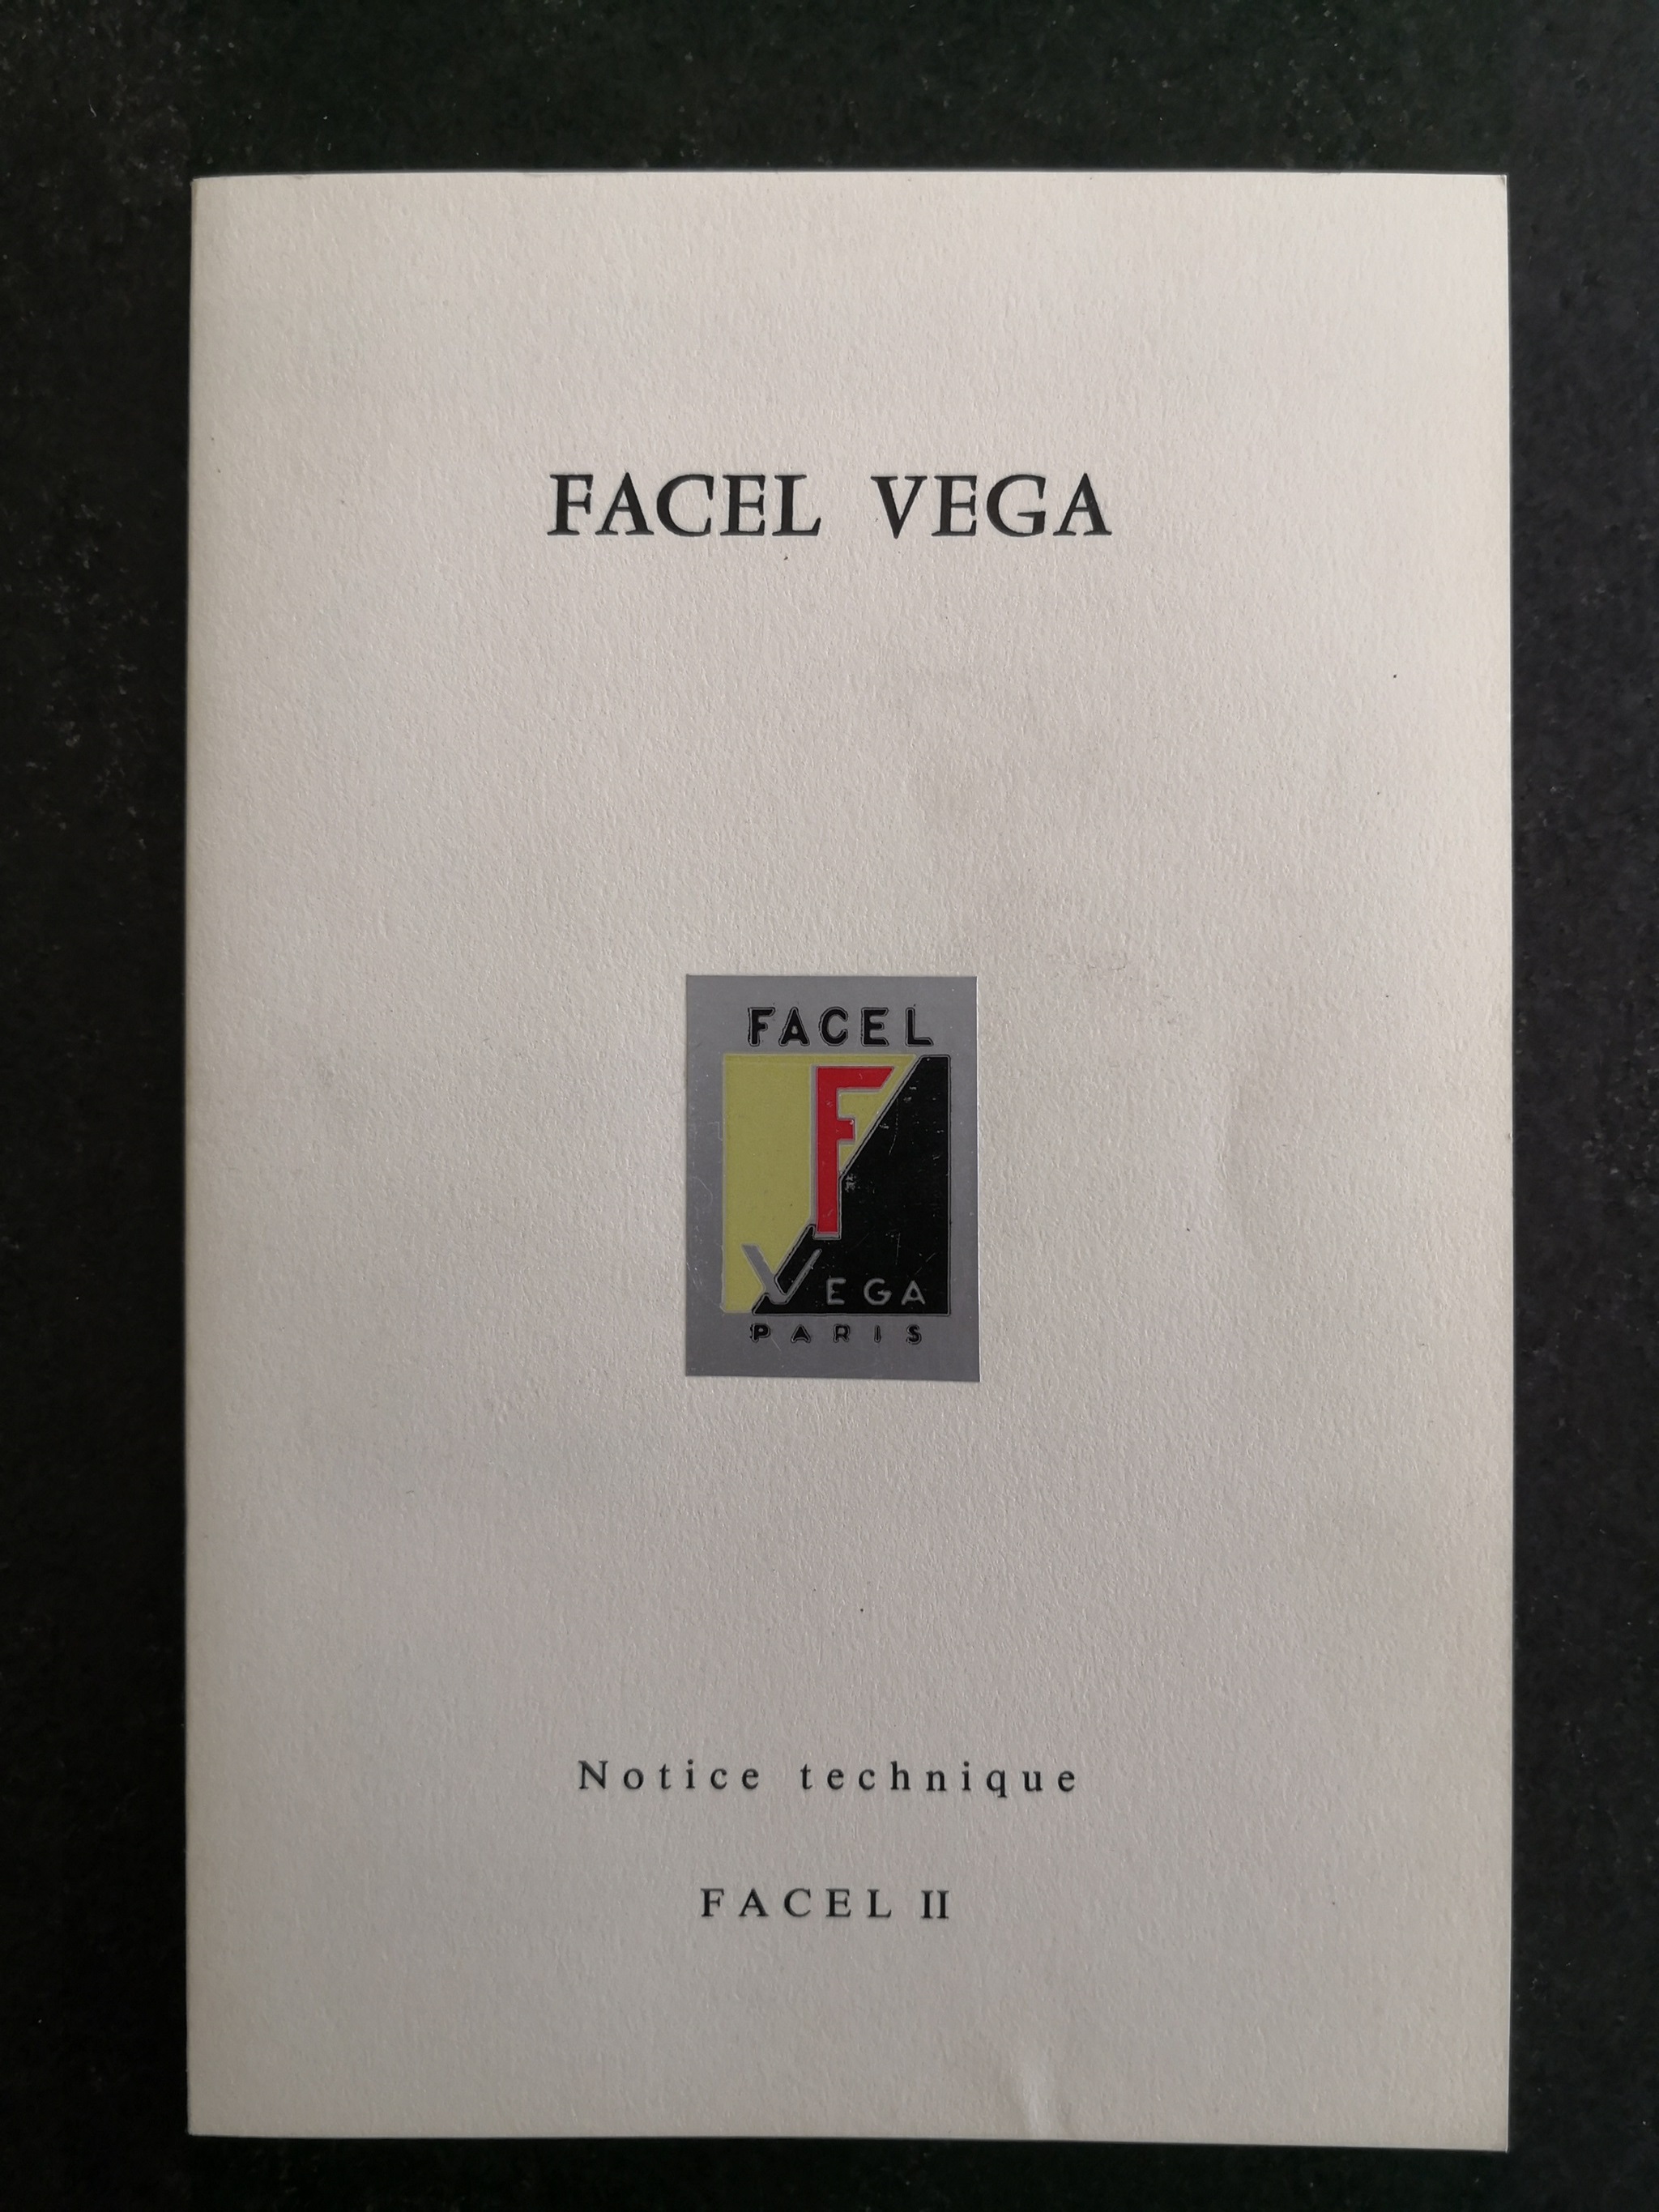 FACEL VEGA
FACEL
F
VEGA
PARIS
Notice technique
FACEL II